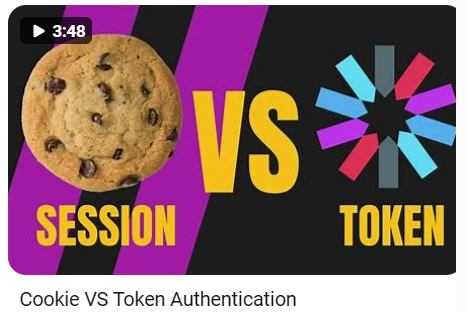 3:48
VS
SESSION
TOKEN
Cookie VS Token Authentication